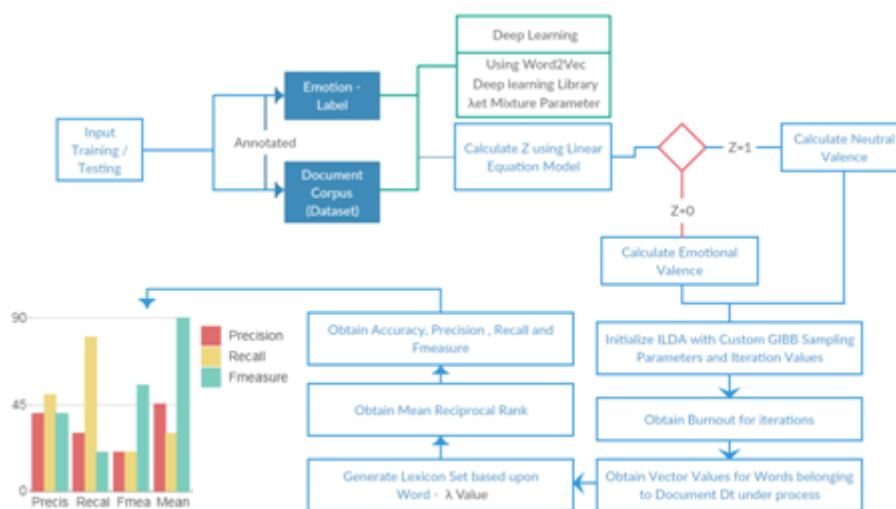 Deep Learning
Using Word2Vec
Deep learning Library
λet Mixture Parameter
Emotion -
Label
Input
Training /
Testing
Annotated
Document
Corpus
(Dataset)
Calculate Z using Linear
Equation Model
Z=1
Calculate Neutral
Valence
Z=0
Calculate Emotional
Valence
Initialize ILDA with Custom GIBB Sampling
Parameters and Iteration Values
Obtain Burnout for iterations
Obtain Vector Values for Words belonging
to Document Dt under process
Generate Lexicon Set based upon
Word - λ Value
Obtain Mean Reciprocal Rank
Obtain Accuracy, Precision , Recall and
Fmeasure
90
45
0
Precis Recal Fmea Mean
Precision
Recall
Fmeasure